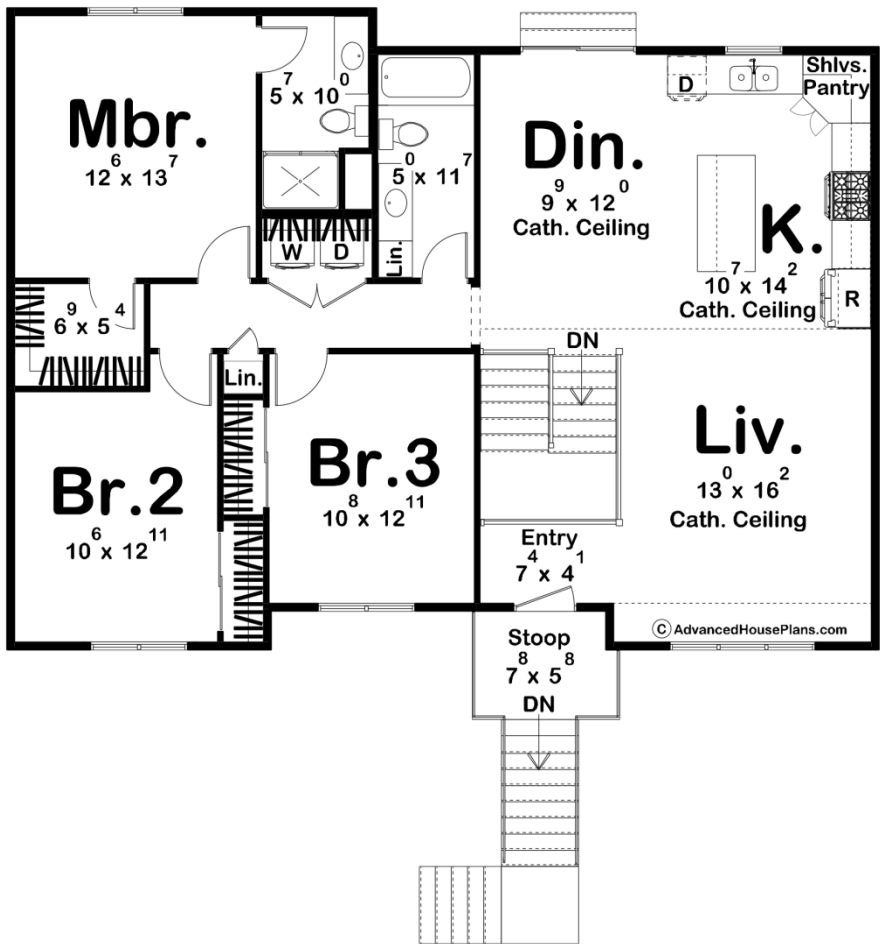 Mbr.
12⁶ x 13⁷
5⁷ x 10⁰
5⁰ x 11⁷
Lin.
W
D
6⁹ x 5⁴
Lin.
Br.2
10⁶ x 12¹¹
Br.3
10⁸ x 12¹¹
Din.
9⁹ x 12⁰
Cath. Ceiling
D
Shlvs.
Pantry
K.
10⁷ x 14²
Cath. Ceiling
R
DN
Liv.
13⁰ x 16²
Cath. Ceiling
Entry
7⁴ x 4¹
© AdvancedHousePlans.com
Stoop
7⁸ x 5⁸
DN